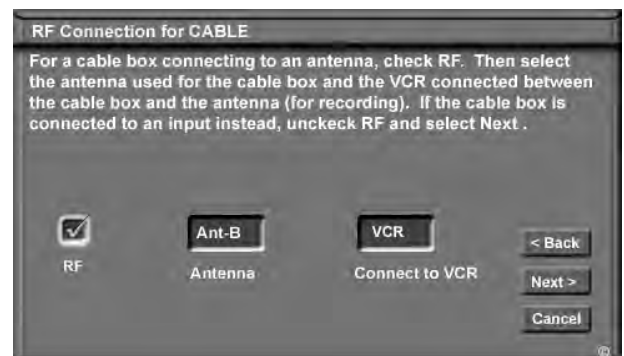 RF Connection for CABLE
For a cable box connecting to an antenna, check RF. Then select
the antenna used for the cable box and the VCR connected between
the cable box and the antenna (for recording). If the cable box is
connected to an input instead, unckeck RF and select Next .
Ant-B
VCR
< Back
RF
Antenna
Connect to VCR
Next >
Cancel